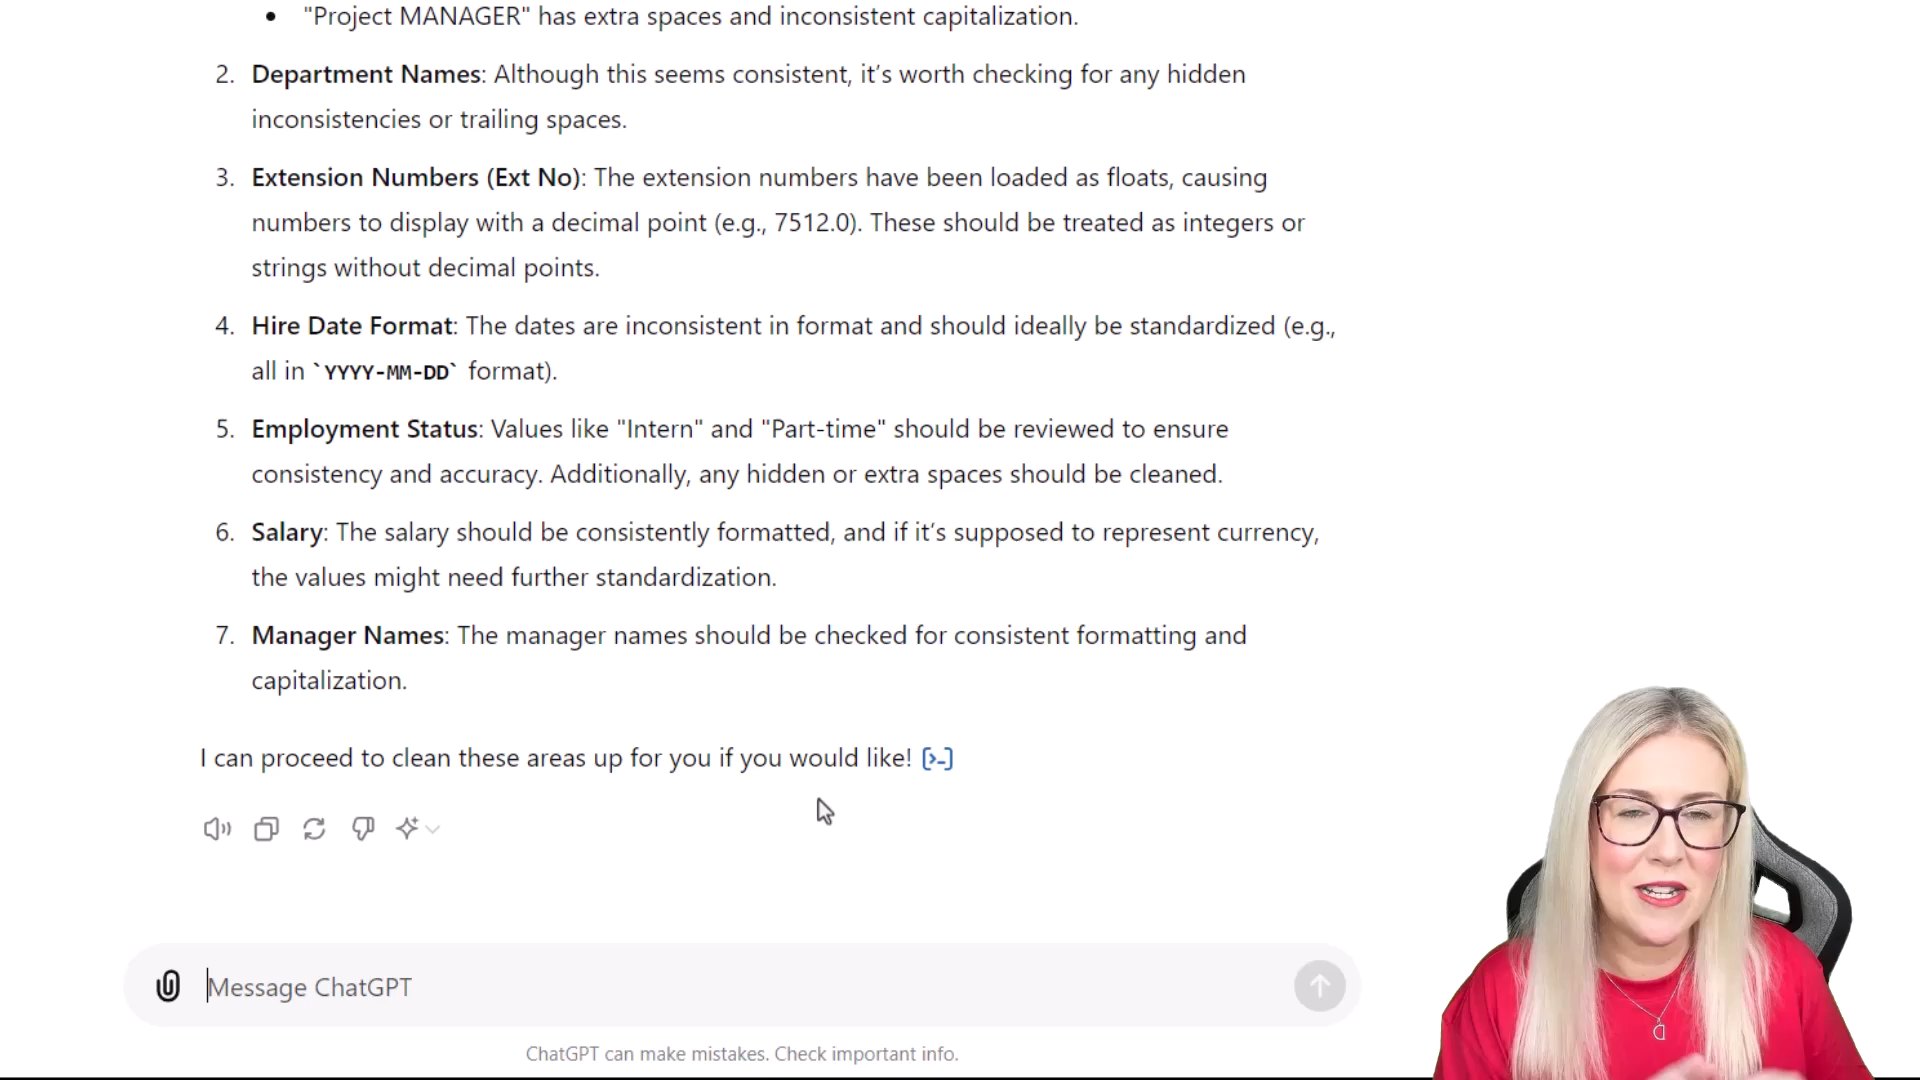 • "Project MANAGER" has extra spaces and inconsistent capitalization.
2. Department Names: Although this seems consistent, it’s worth checking for any hidden
inconsistencies or trailing spaces.
3. Extension Numbers (Ext No): The extension numbers have been loaded as floats, causing
numbers to display with a decimal point (e.g., 7512.0). These should be treated as integers or
strings without decimal points.
4. Hire Date Format: The dates are inconsistent in format and should ideally be standardized (e.g.,
all in `YYYY-MM-DD` format).
5. Employment Status: Values like "Intern" and "Part-time" should be reviewed to ensure
consistency and accuracy. Additionally, any hidden or extra spaces should be cleaned.
6. Salary: The salary should be consistently formatted, and if it’s supposed to represent currency,
the values might need further standardization.
7. Manager Names: The manager names should be checked for consistent formatting and
capitalization.
I can proceed to clean these areas up for you if you would like! [>-]
Message ChatGPT
ChatGPT can make mistakes. Check important info.